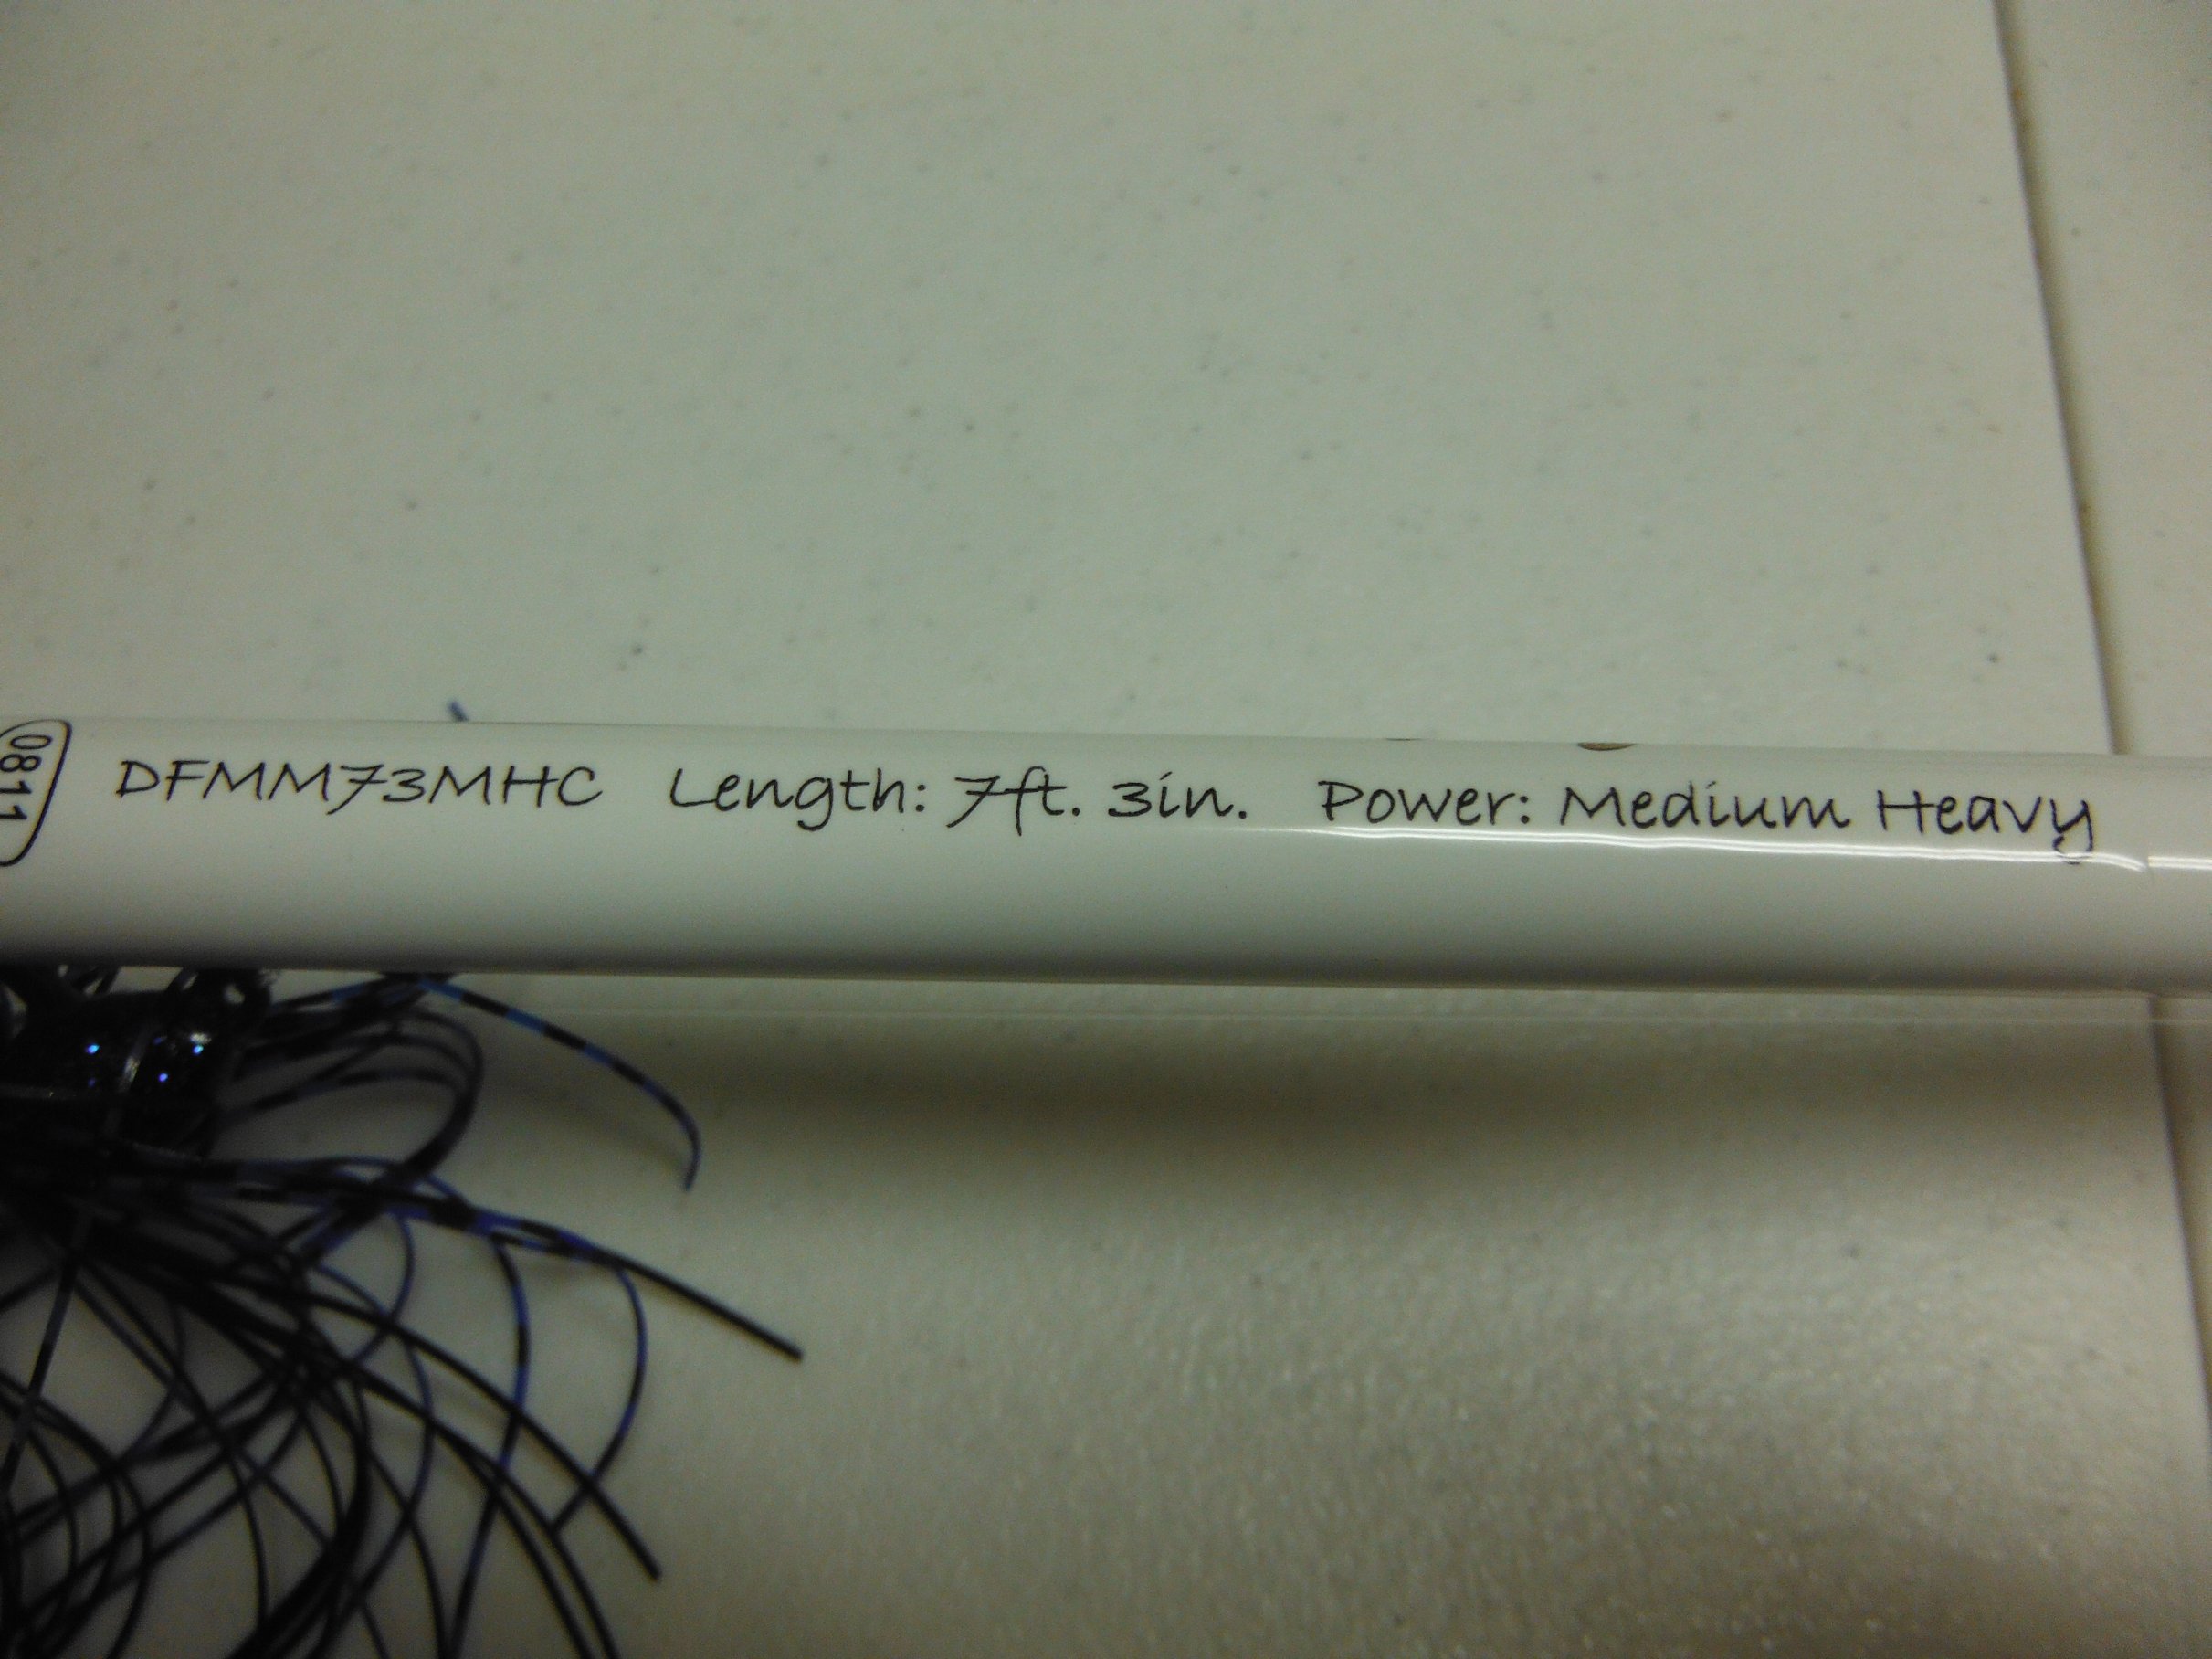 0811
DFMM73MHC Length: 7ft. 3in. Power: Medium Heavy